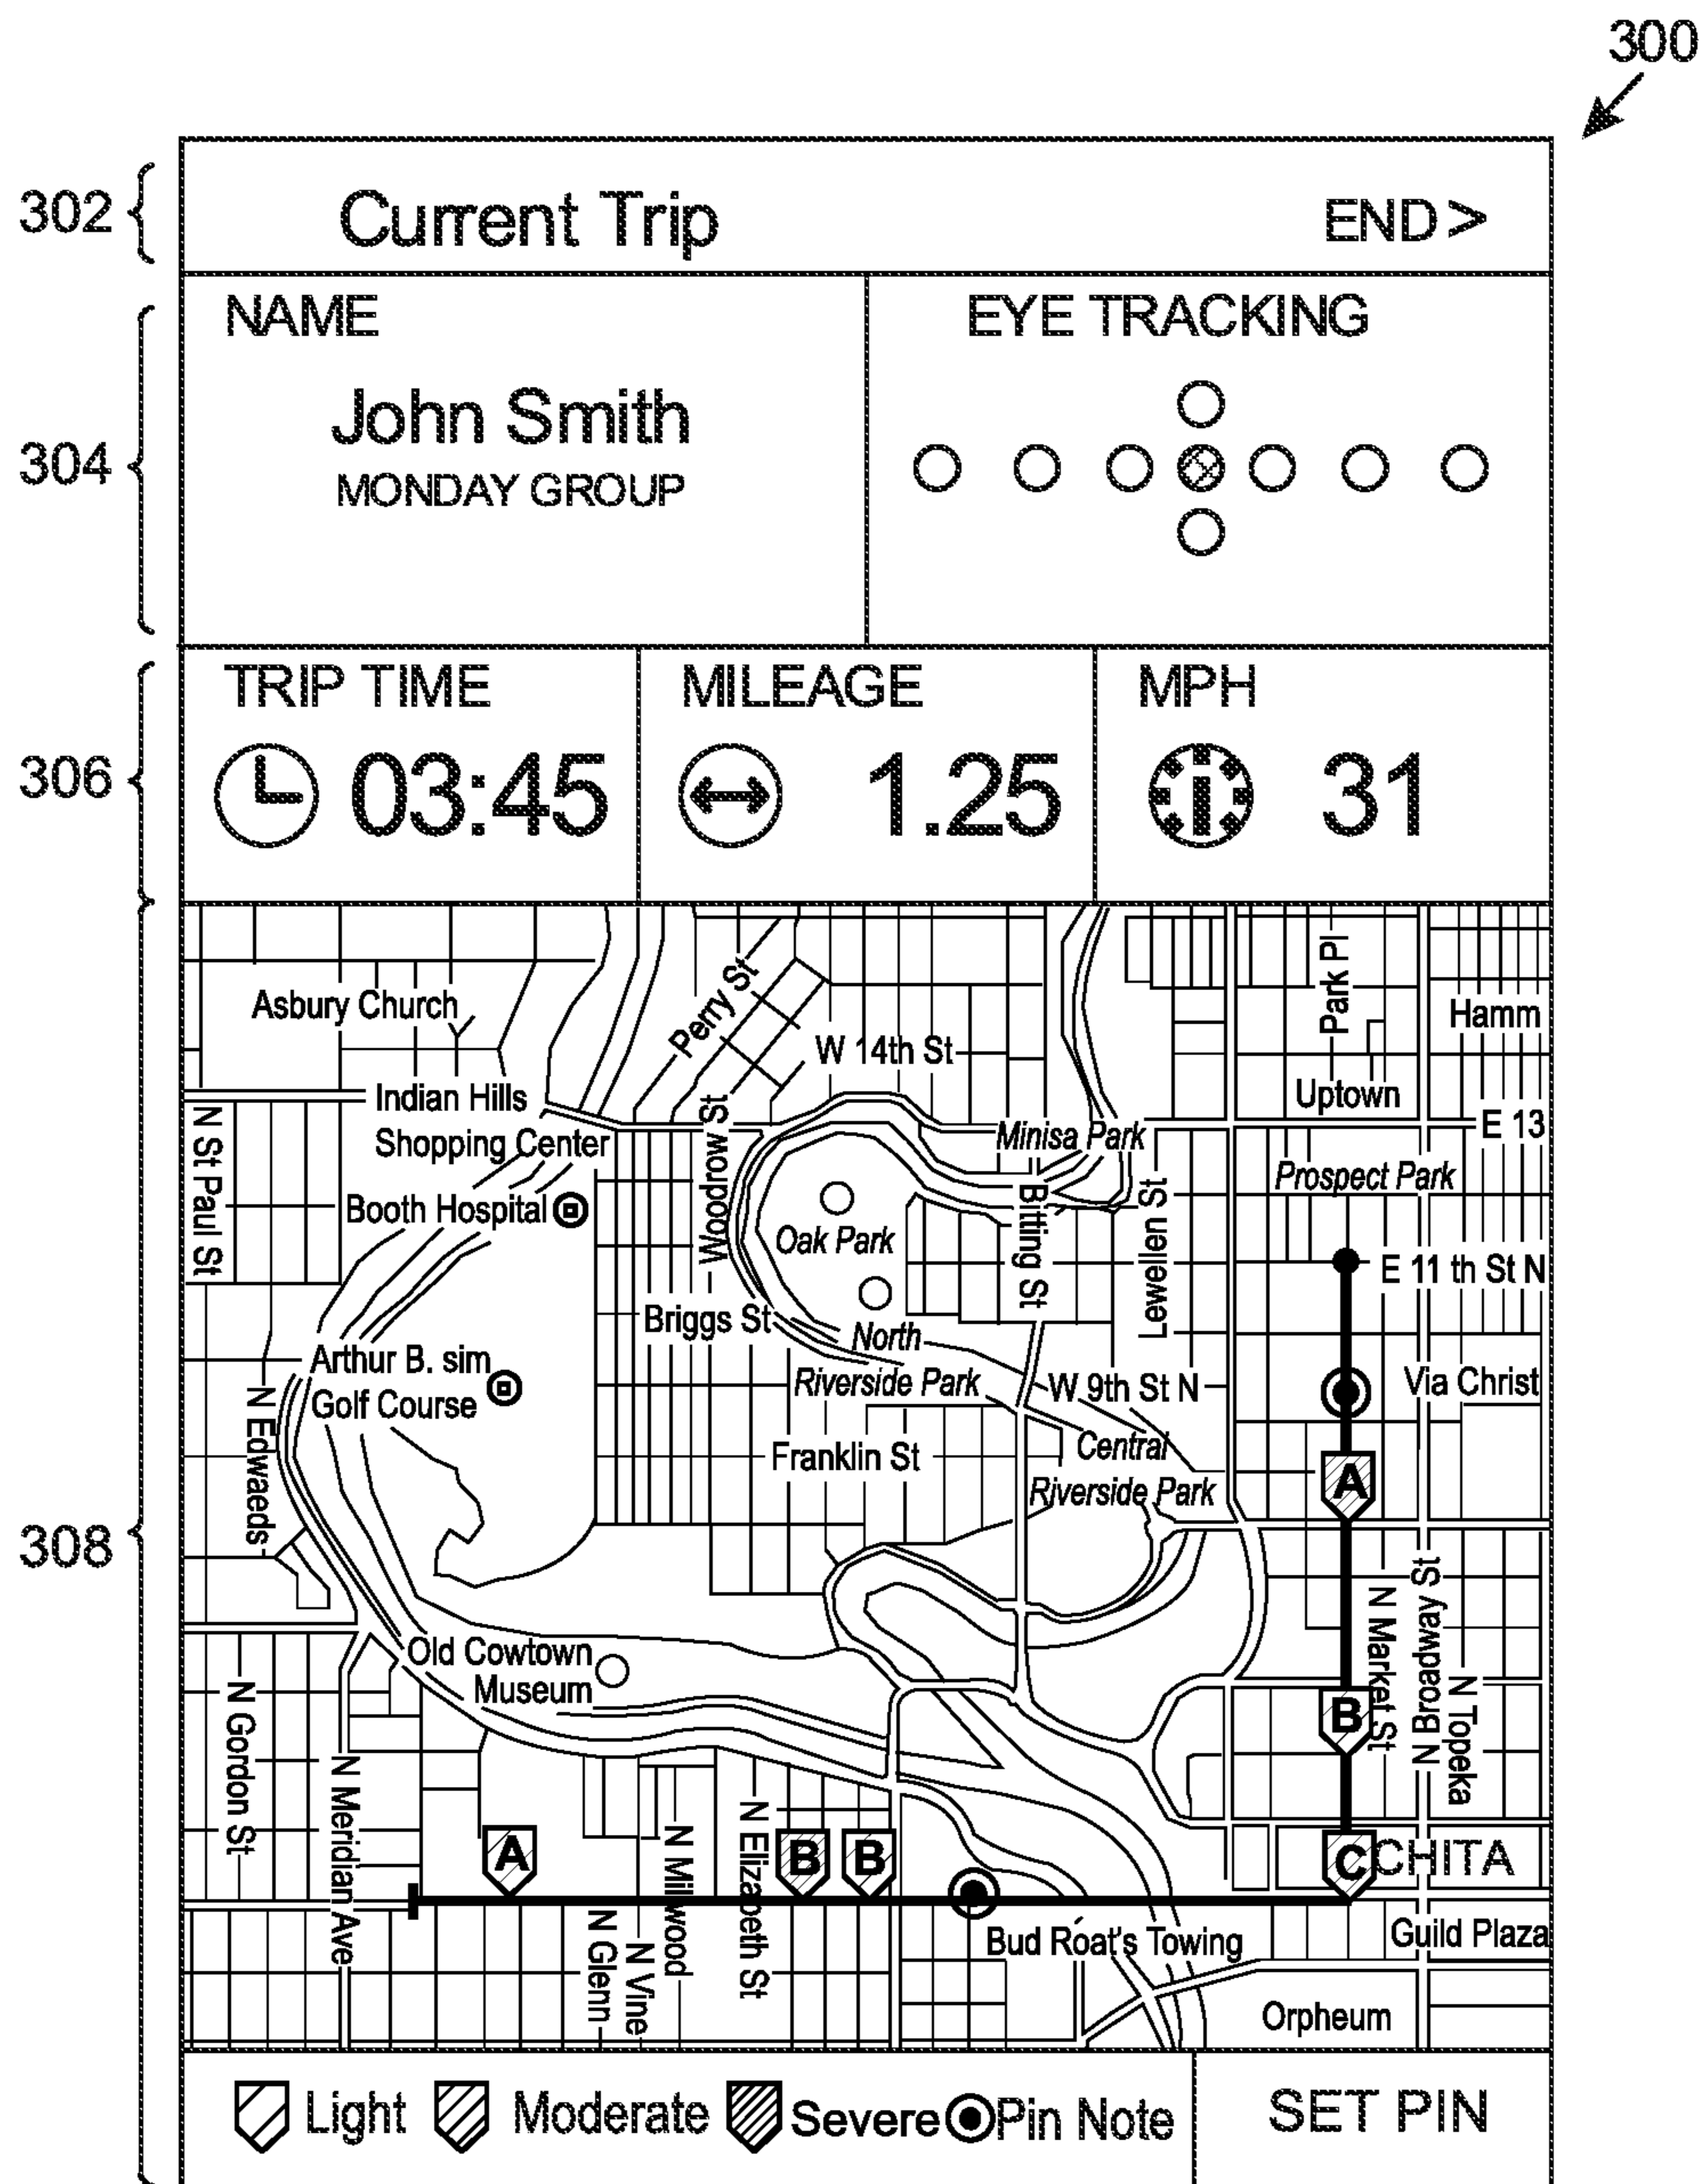 300
302
Current Trip
END >
304
NAME
John Smith
MONDAY GROUP
EYE TRACKING
306
TRIP TIME
03:45
MILEAGE
1.25
MPH
31
308
Asbury Church
Perry St
W 14th St
Park Pl
Hamm
Uptown
Indian Hills
Shopping Center
N St Paul St
Woodrow St
Minisa Park
E 13
Prospect Park
Booth Hospital
Oak Park
Bitting St
Lewellen St
E 11 th St N
Briggs St
North
Riverside Park
Arthur B. sim
Golf Course
W 9th St N
Via Christ
N Edwaeds
Franklin St
Central
Riverside Park
A
Old Cowtown
Museum
B
N Market St
N Broadway St
N Topeka
N Gordon St
N Meridian Ave
A
N Millwood
N Elizabeth St
B
B
C
CHITA
N Glenn
N Vine
Bud Roat's Towing
Guild Plaza
Orpheum
Light
Moderate
Severe
Pin Note
SET PIN